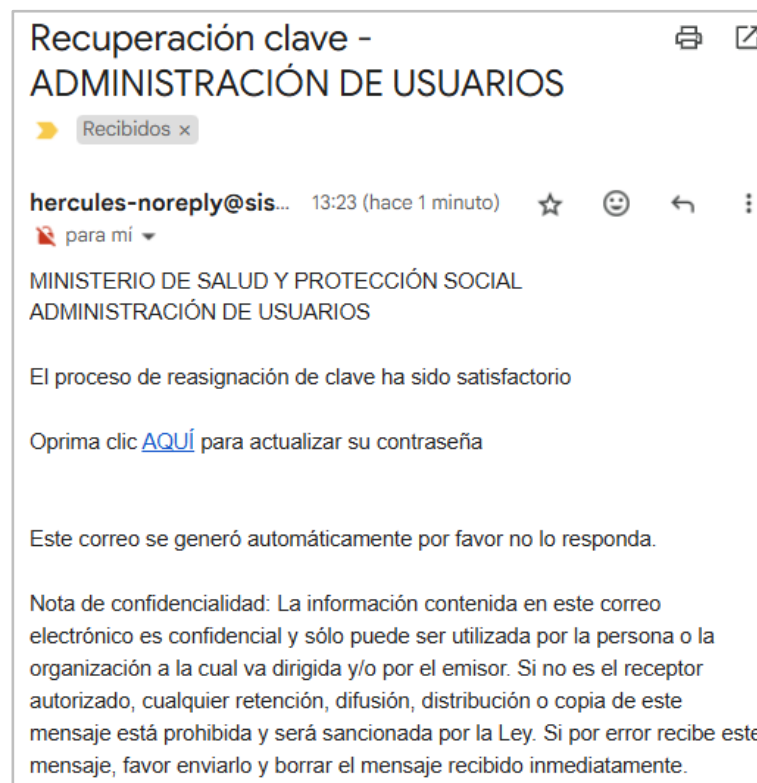 Recuperación clave -
ADMINISTRACIÓN DE USUARIOS
Recibidos ×
hercules-noreply@sis... 13:23 (hace 1 minuto)
para mí
MINISTERIO DE SALUD Y PROTECCIÓN SOCIAL
ADMINISTRACIÓN DE USUARIOS
El proceso de reasignación de clave ha sido satisfactorio
Oprima clic AQUÍ para actualizar su contraseña
Este correo se generó automáticamente por favor no lo responda.
Nota de confidencialidad: La información contenida en este correo
electrónico es confidencial y sólo puede ser utilizada por la persona o la
organización a la cual va dirigida y/o por el emisor. Si no es el receptor
autorizado, cualquier retención, difusión, distribución o copia de este
mensaje está prohibida y será sancionada por la Ley. Si por error recibe este
mensaje, favor enviarlo y borrar el mensaje recibido inmediatamente.